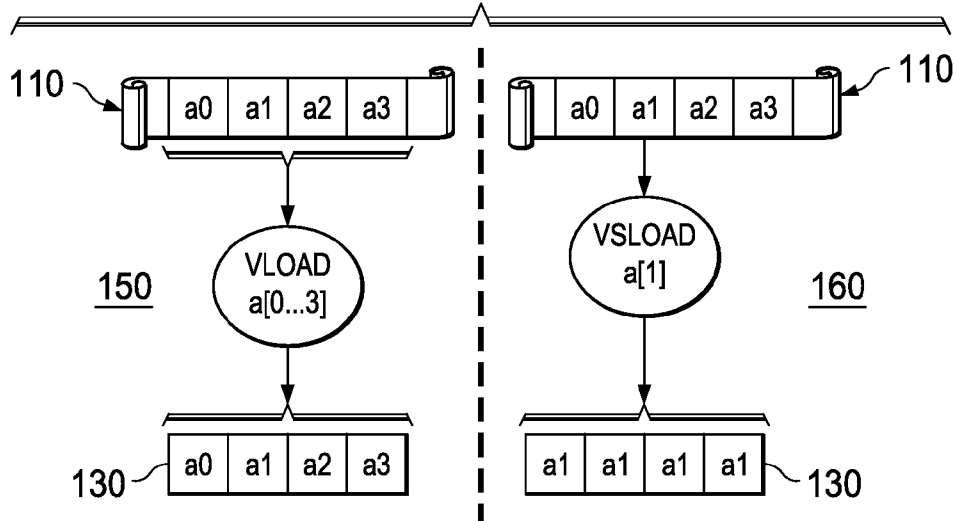 110 a0 a1 a2 a3
a0 a1 a2 a3 110
VLOAD
a[0...3]
VSLOAD
a[1]
150
160
130 a0 a1 a2 a3
a1 a1 a1 a1 130